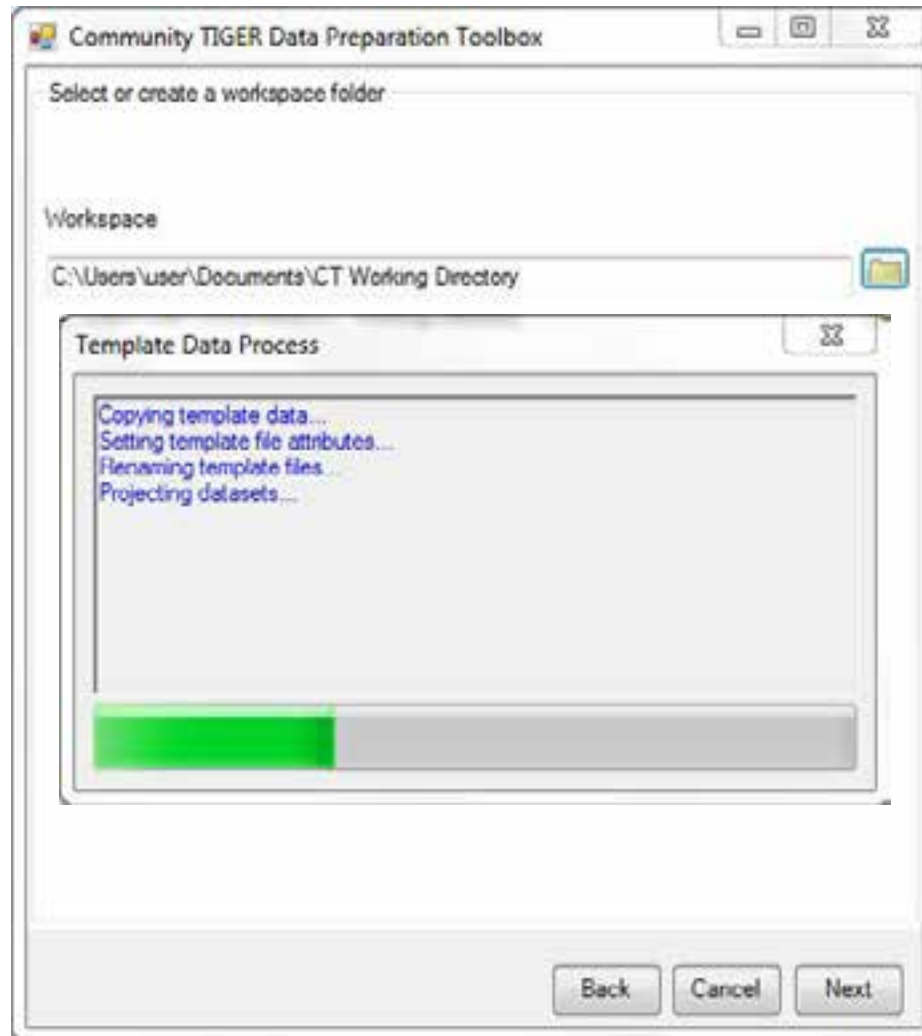 Community TIGER Data Preparation Toolbox
Select or create a workspace folder
Workspace
C:\Users\user\Documents\CT Working Directory
Template Data Process
Copying template data...
Setting template file attributes...
Renaming template files...
Projecting datasets...
Back Cancel Next